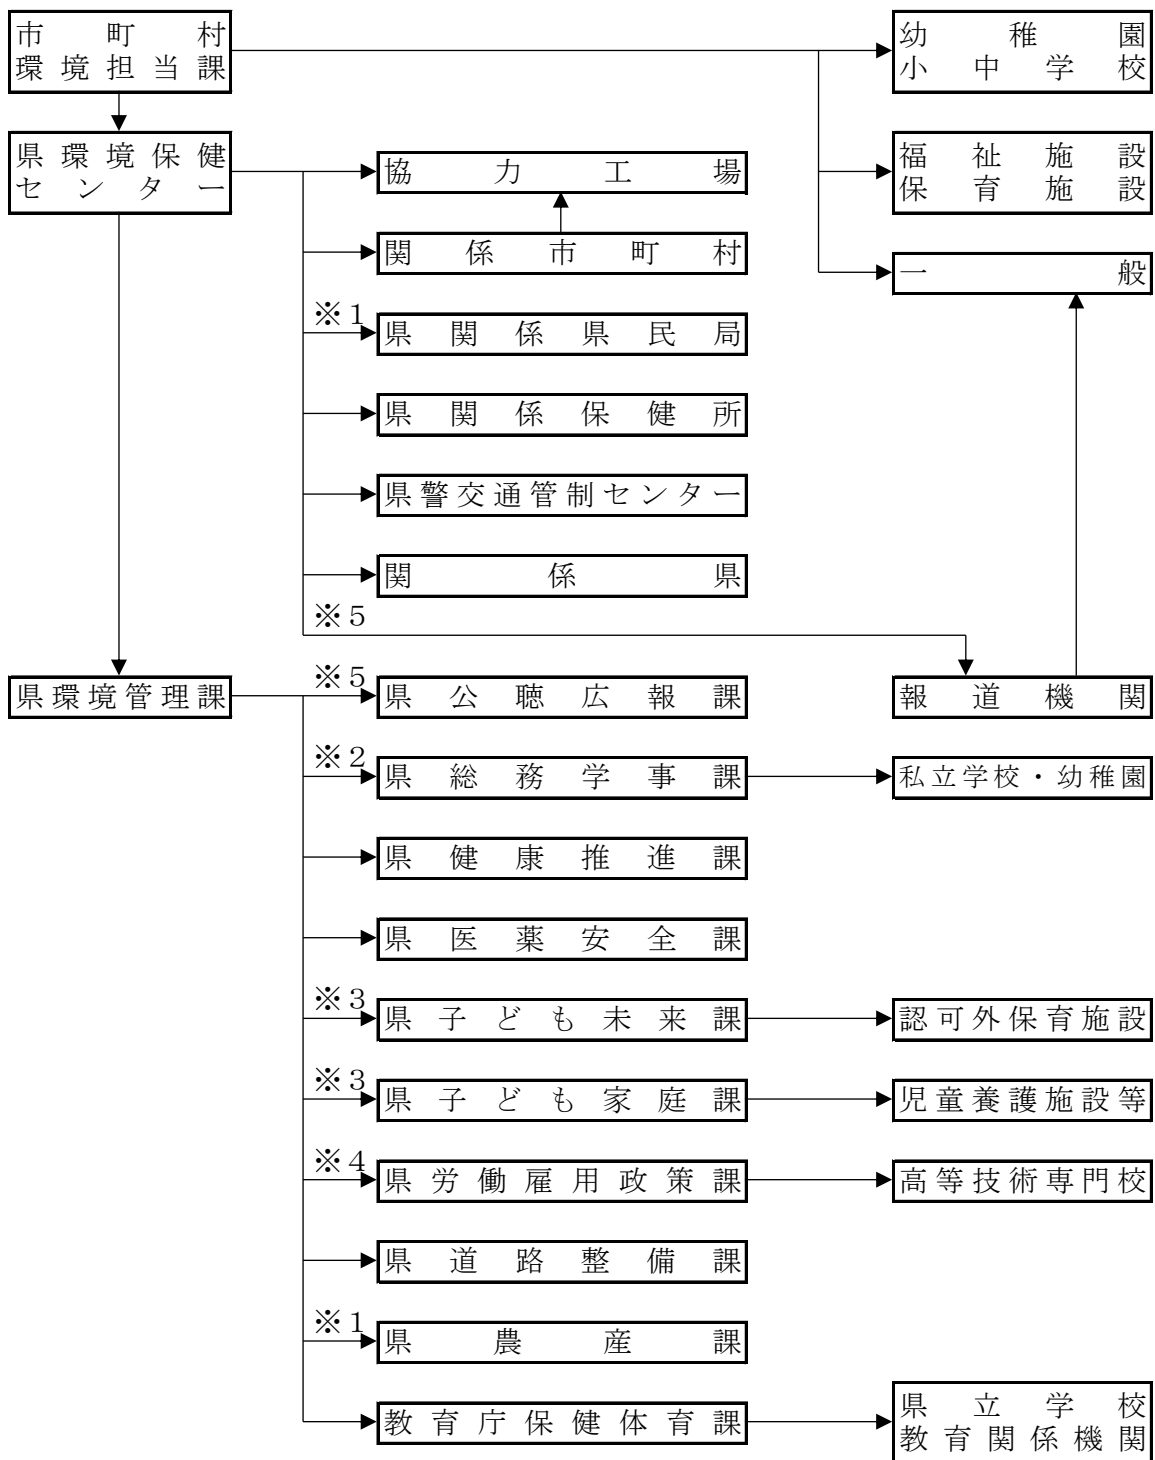 市町村
環境担当課
幼稚園
小中学校
県環境保健
センター
協力工場
福祉施設
保育施設
関係市町村
一般
※1
県関係県民局
県関係保健所
県警交通管制センター
関係県
※5
県環境管理課
※5
県公聴広報課
報道機関
※2
県総務学事課
私立学校・幼稚園
県健康推進課
県医薬安全課
※3
県子ども未来課
認可外保育施設
※3
県子ども家庭課
児童養護施設等
※4
県労働雇用政策課
高等技術専門校
県道路整備課
※1
県農産課
教育庁保健体育課
県立学校
教育関係機関